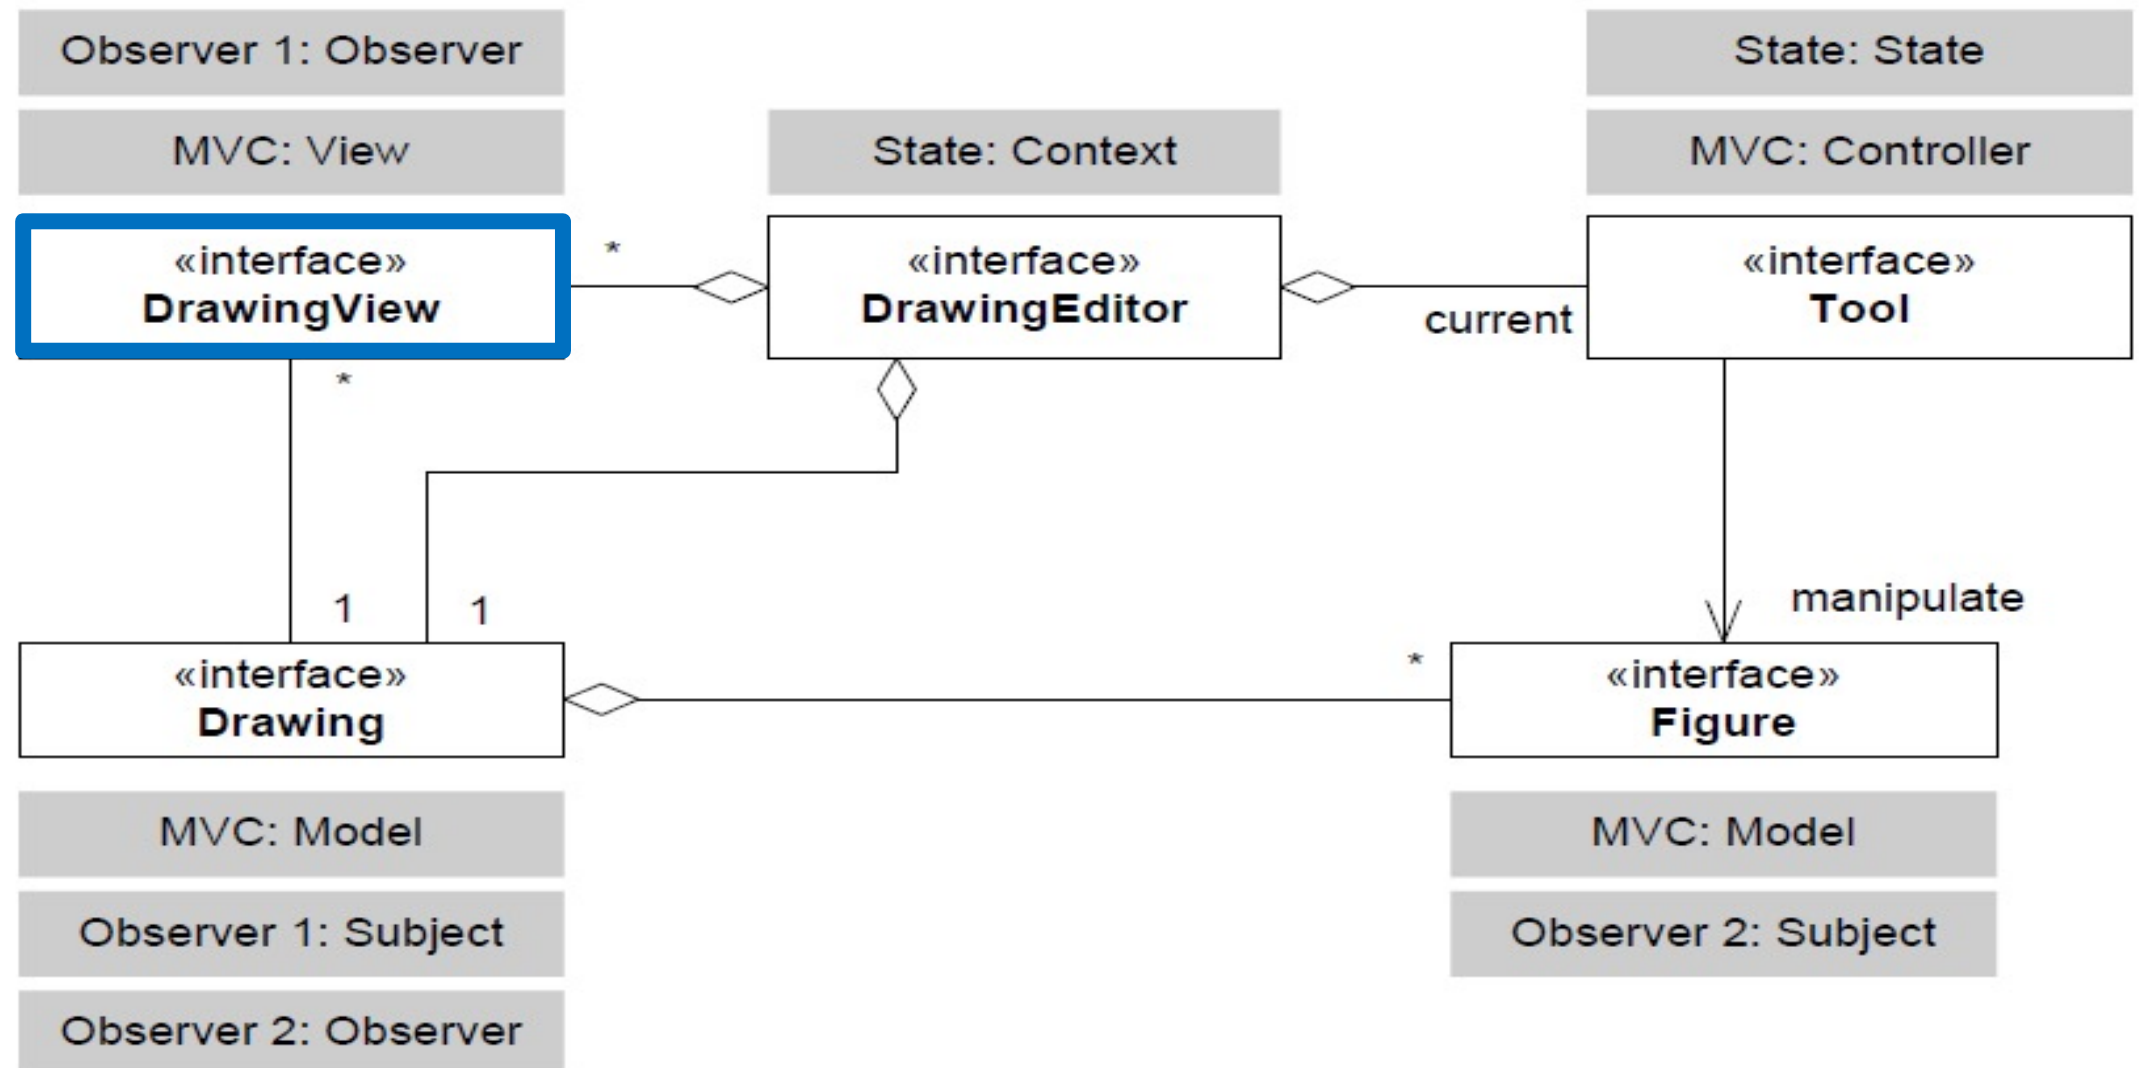 Observer 1: Observer
MVC: View
«interface»
DrawingView
*
*
State: Context
«interface»
DrawingEditor
State: State
MVC: Controller
«interface»
Tool
current
manipulate
1
1
«interface»
Drawing
*
«interface»
Figure
MVC: Model
Observer 1: Subject
Observer 2: Observer
MVC: Model
Observer 2: Subject